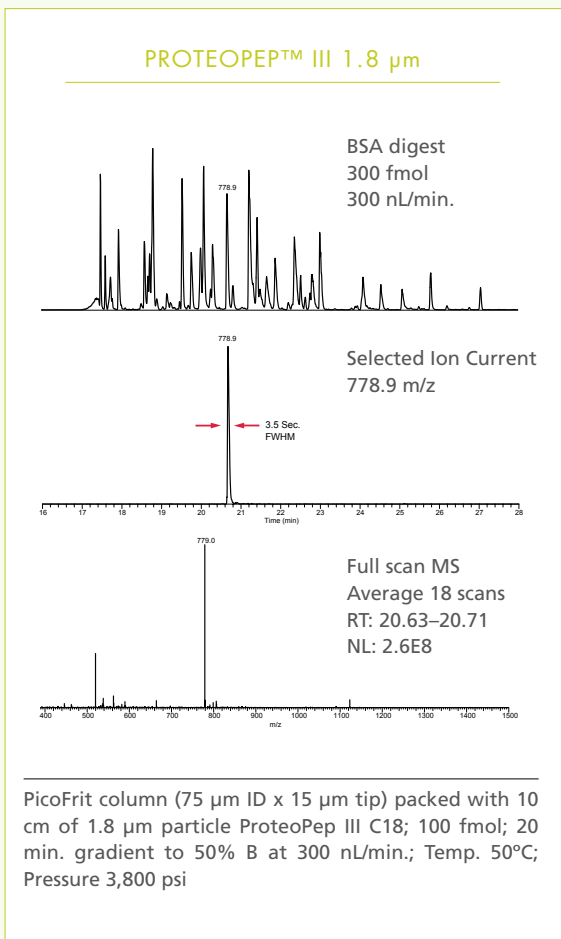 PROTEOPEP™ III 1.8 µm
BSA digest
300 fmol
300 nL/min.
778.9
778.9
Selected Ion Current
778.9 m/z
3.5 Sec.
FWHM
16 17 18 19 20 21 22 23 24 25 26 27 28
Time (min)
779.0
Full scan MS
Average 18 scans
RT: 20.63–20.71
NL: 2.6E8
400 500 600 700 800 900 1000 1100 1200 1300 1400 1500
m/z
PicoFrit column (75 µm ID x 15 µm tip) packed with 10
cm of 1.8 µm particle ProteoPep III C18; 100 fmol; 20
min. gradient to 50% B at 300 nL/min.; Temp. 50ºC;
Pressure 3,800 psi